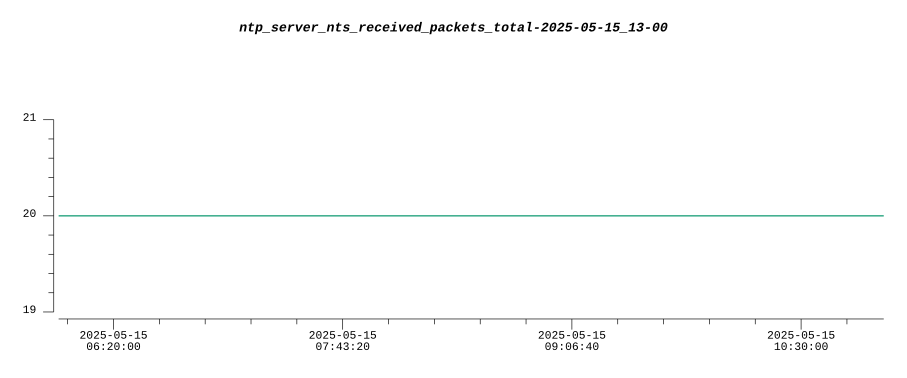 ntp_server_nts_received_packets_total-2025-05-15_13-00
21
20
19
2025-05-15 2025-05-15 2025-05-15 2025-05-15
06:20:00 07:43:20 09:06:40 10:30:00